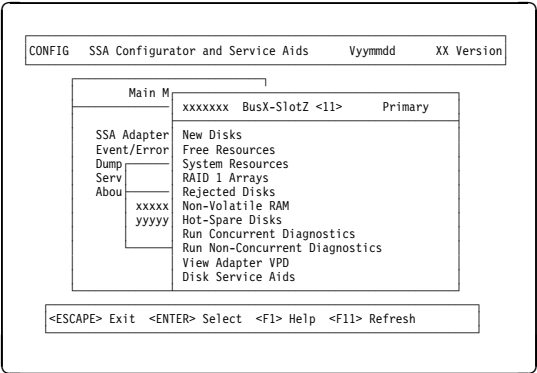 CONFIG SSA Configurator and Service Aids Vyymmdd XX Version
Main M
xxxxxxx BusX-SlotZ <11> Primary
SSA Adapter
Event/Error
Dump
Serv
Abou
xxxxx
yyyyy
New Disks
Free Resources
System Resources
RAID 1 Arrays
Rejected Disks
Non-Volatile RAM
Hot-Spare Disks
Run Concurrent Diagnostics
Run Non-Concurrent Diagnostics
View Adapter VPD
Disk Service Aids
<ESCAPE> Exit <ENTER> Select <F1> Help <F11> Refresh